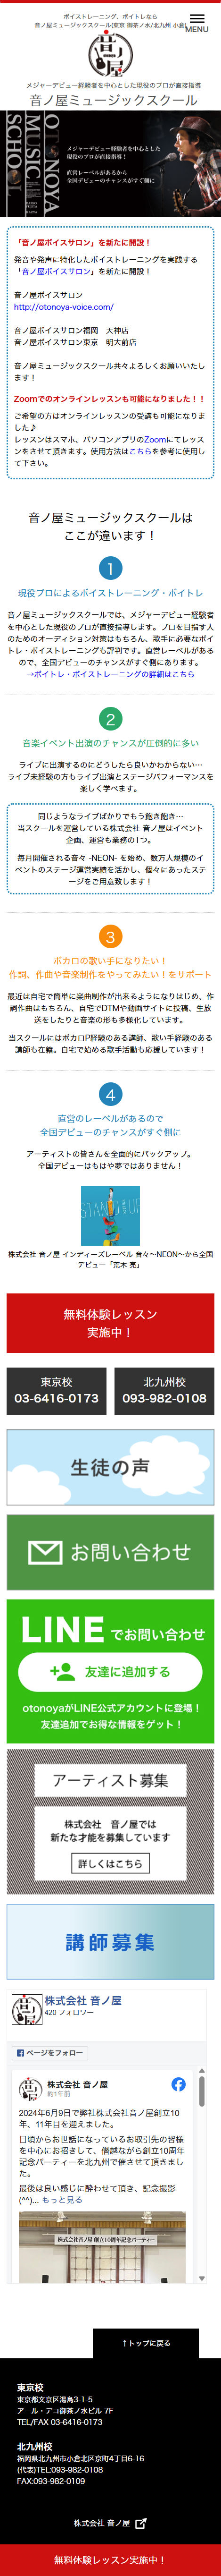 ボイストレーニング、ボイトレなら
音ノ屋ミュージックスクール(東京 御茶ノ水/北九州 小倉)
MENU
音ノ屋
メジャーデビュー経験者を中心とした現役のプロが直接指導
音ノ屋ミュージックスクール
OTONOYA
MUSIC
SCHOOL
メジャーデビュー経験者を中心とした
現役のプロが直接指導！
直営レーベルがあるから
全国デビューのチャンスがすぐ側に
「音ノ屋ボイスサロン」を新たに開設！
発音や発声に特化したボイストレーニングを実践する
「音ノ屋ボイスサロン」を新たに開設！
音ノ屋ボイスサロン
http://otonoya-voice.com/
音ノ屋ボイスサロン福岡　天神店
音ノ屋ボイスサロン東京　明大前店
音ノ屋ミュージックスクール共々よろしくお願いいたし
ます！
Zoomでのオンラインレッスンも可能になりました！！
ご希望の方はオンラインレッスンの受講も可能になりま
した♪
レッスンはスマホ、パソコンアプリのZoomにてレッス
ンをさせて頂きます。使用方法はこちらを参考に使用し
て下さい。
音ノ屋ミュージックスクールは
ここが違います！
1
現役プロによるボイストレーニング・ボイトレ
音ノ屋ミュージックスクールでは、メジャーデビュー経験者
を中心とした現役のプロが直接指導します。プロを目指す人
のためのオーディション対策はもちろん、歌手に必要なボイ
トレ・ボイストレーニングも評判です。直営レーベルがある
ので、全国デビューのチャンスがすぐ側にあります。
→ボイトレ・ボイストレーニングの詳細はこちら
2
音楽イベント出演のチャンスが圧倒的に多い
ライブに出演するのにどうしたら良いかわからない…
ライブ未経験の方もライブ出演とステージパフォーマンスを
楽しく学べます。
同じようなライブばかりでもう飽き飽き…
当スクールを運営している株式会社 音ノ屋はイベント
企画、運営も業務の1つ。
毎月開催される音々 -NEON- を始め、数万人規模のイ
ベントのステージ運営実績を活かし、個々にあったステ
ージをご用意致します！
3
ボカロの歌い手になりたい！
作詞、作曲や音楽制作をやってみたい！をサポート
最近は自宅で簡単に楽曲制作が出来るようになりはじめ、作
詞作曲はもちろん、自宅でDTMや動画サイトに投稿、生放
送をしたりと音楽の形も多様化しています。
当スクールにはボカロP経験のある講師、歌い手経験のある
講師も在籍。自宅で始める歌手活動も応援しています！
4
直営のレーベルがあるので
全国デビューのチャンスがすぐ側に
アーティストの皆さんを全面的にバックアップ。
全国デビューはもはや夢ではありません！
STAND UP
株式会社 音ノ屋 インディーズレーベル 音々〜NEON〜から全国
デビュー「荒木 亮」
無料体験レッスン
実施中！
東京校
03-6416-0173
北九州校
093-982-0108
生徒の声
お問い合わせ
LINE でお問い合わせ
友達に追加する
otonoyaがLINE公式アカウントに登場！
友達追加でお得な情報をゲット！
アーティスト募集
株式会社　音ノ屋では
新たな才能を募集しています
詳しくはこちら
講師募集
株式会社 音ノ屋
420 フォロワー
ページをフォロー
株式会社 音ノ屋
約1年前
2024年6月9日で弊社株式会社音ノ屋創立10
年、11年目を迎えました。
日頃からお世話になっているお取引先の皆様
を中心にお招きして、僭越ながら創立10周年
記念パーティーを北九州で催させて頂きまし
た。
最後は良い感じに酔わせて頂き、記念撮影
(^^)... もっと見る
株式会社音ノ屋 創立10周年記念パーティー
↑トップに戻る
東京校
東京都文京区湯島3-1-5
アール・デコ御茶ノ水ビル 7F
TEL/FAX 03-6416-0173
北九州校
福岡県北九州市小倉北区京町4丁目6-16
(代表)TEL:093-982-0108
FAX:093-982-0109
株式会社 音ノ屋
無料体験レッスン実施中！